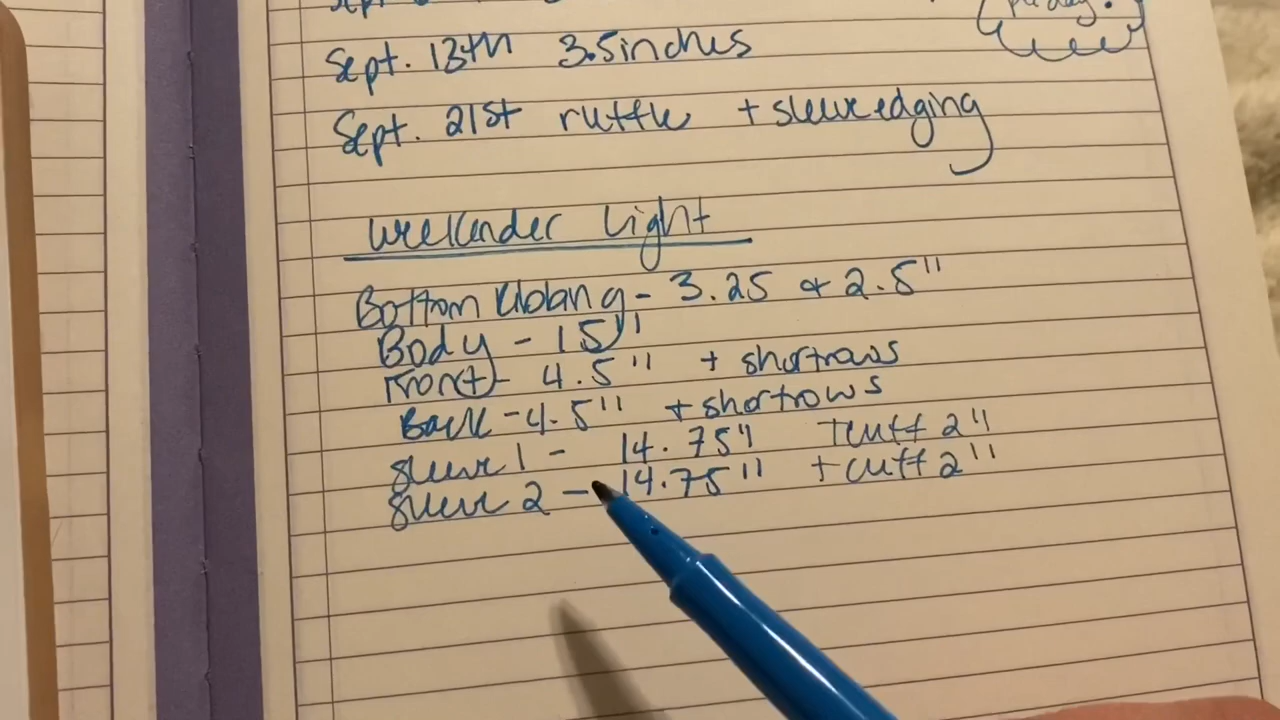 Sept. 13th 3.5inches
Sept. 21st ruffle + sleeve edging
Weekender Light
Bottom Ribbing - 3.25 & 2.5"
Body - 15"
Front - 4.5" + shortrows
Back - 4.5" + shortrows
Sleeve 1 - 14.75" + cuff 2"
Sleeve 2 - 14.75" + cuff 2"